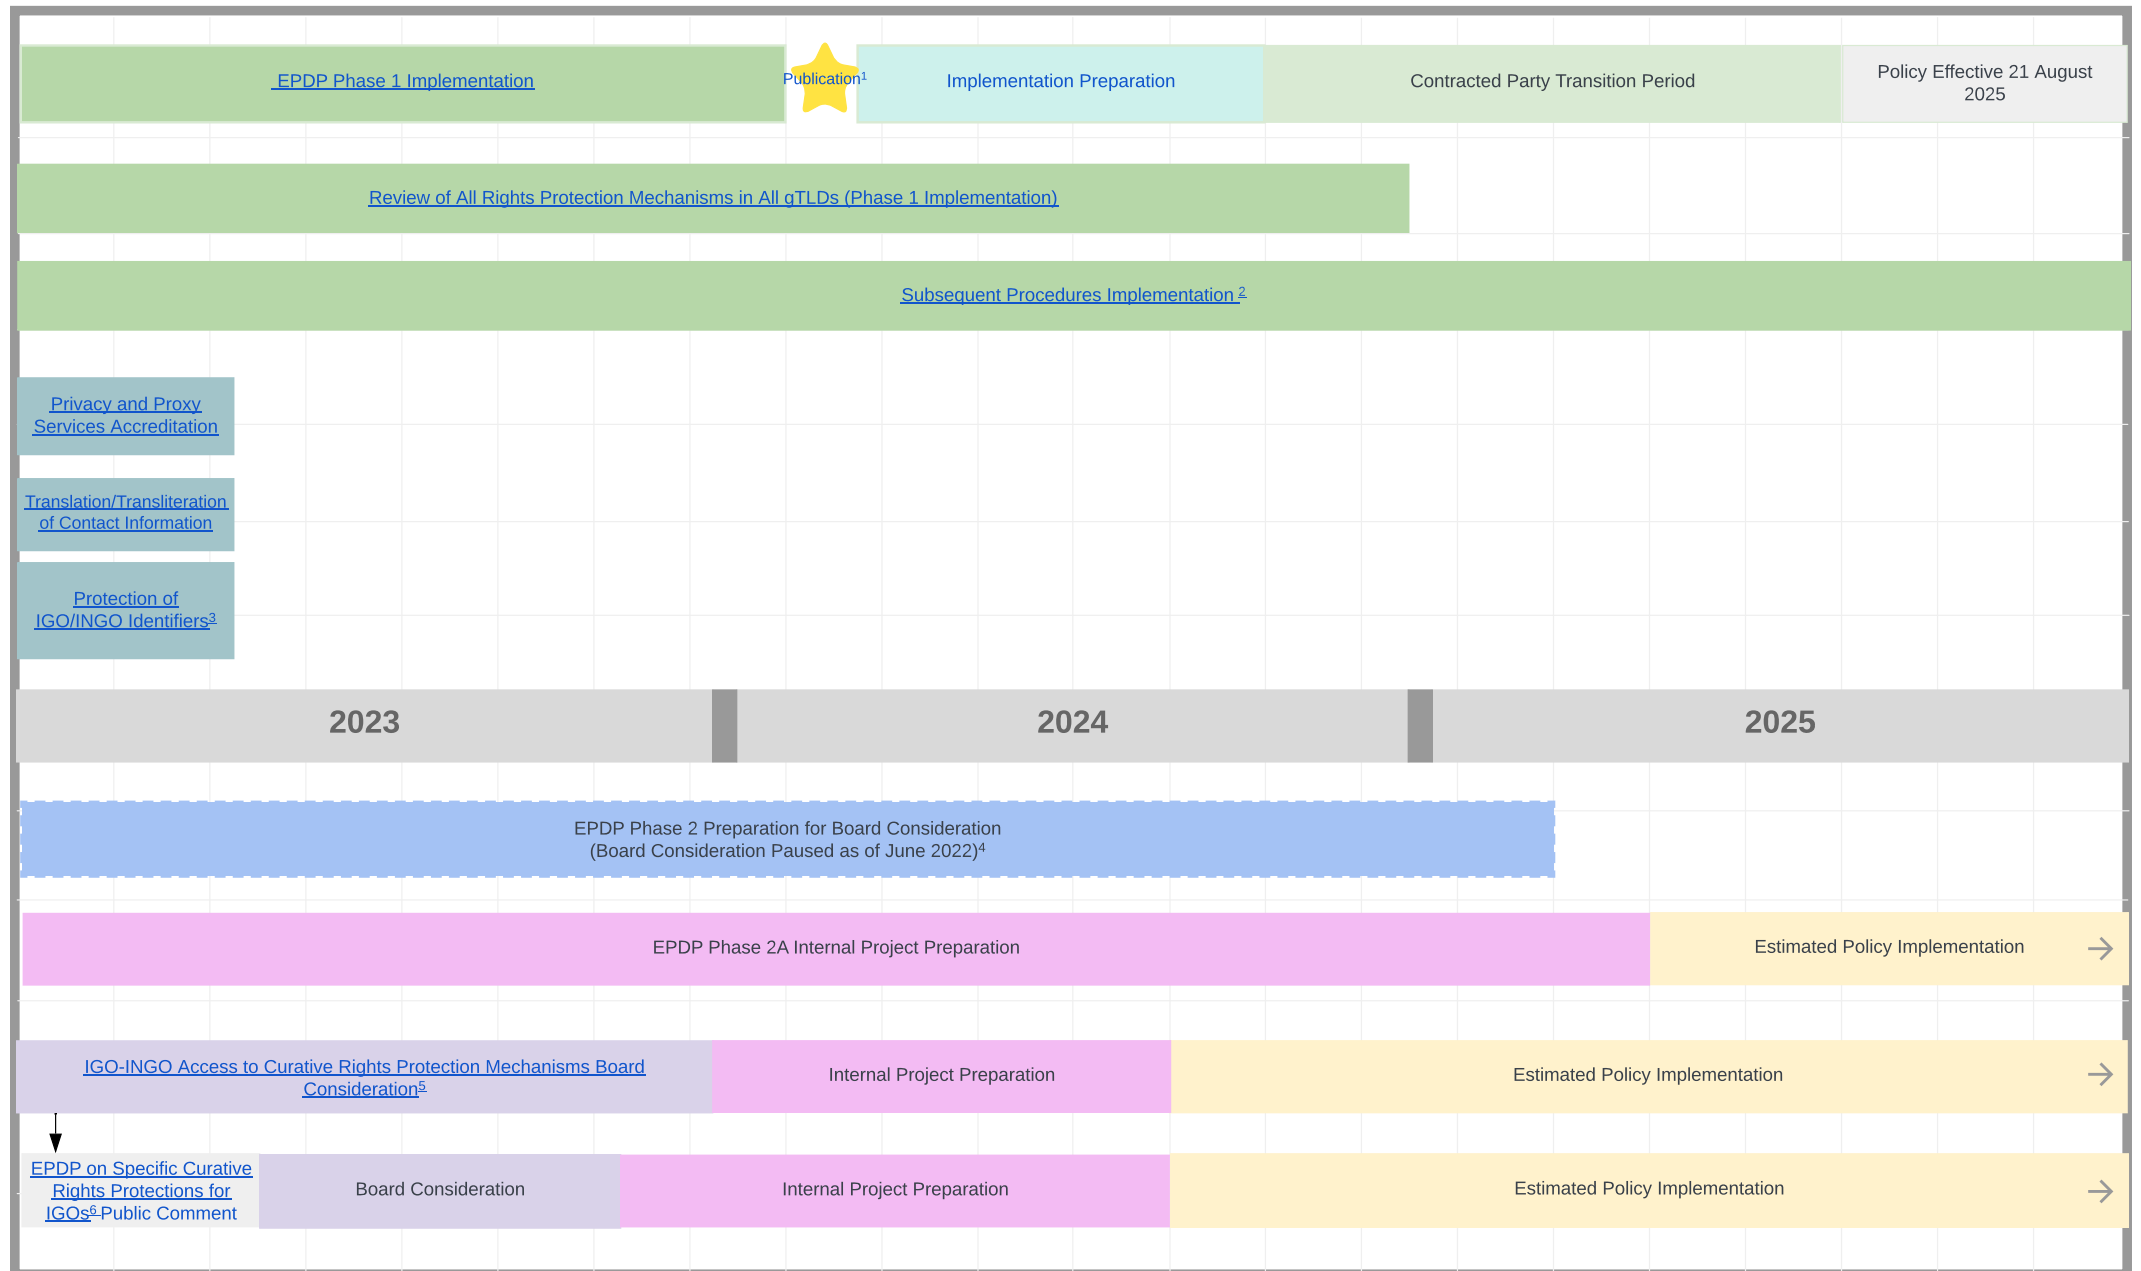 EPDP Phase 1 Implementation
Publication¹
Implementation Preparation
Contracted Party Transition Period
Policy Effective 21 August
2025
Review of All Rights Protection Mechanisms in All gTLDs (Phase 1 Implementation)
Subsequent Procedures Implementation ²
Privacy and Proxy
Services Accreditation
Translation/Transliteration
of Contact Information
Protection of
IGO/INGO Identifiers³
2023
2024
2025
EPDP Phase 2 Preparation for Board Consideration
(Board Consideration Paused as of June 2022)⁴
EPDP Phase 2A Internal Project Preparation
Estimated Policy Implementation
IGO-INGO Access to Curative Rights Protection Mechanisms Board
Consideration⁵
Internal Project Preparation
Estimated Policy Implementation
EPDP on Specific Curative
Rights Protections for
IGOs⁶ Public Comment
Board Consideration
Internal Project Preparation
Estimated Policy Implementation